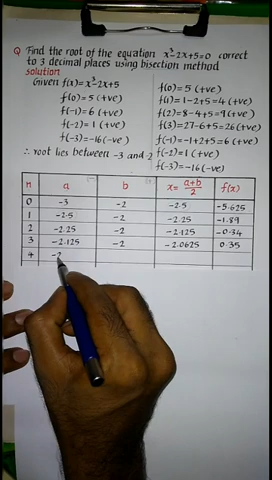 Q Find the root of the equation x³-2x+5=0 correct
to 3 decimal places using bisection method
solution
Given f(x)=x³-2x+5
f(0)=5 (+ve)
f(-1)=6 (+ve)
f(-2)=1 (+ve)
f(-3)=-16(-ve)
∴ root lies between -3 and -2
f(0)=5 (+ve)
f(1)=1-2+5=4 (+ve)
f(2)=8-4+5=9 (+ve)
f(3)=27-6+5=26(+ve)
f(-1)=-1+2+5=6 (+ve)
f(-2)=1 (+ve)
f(-3)=-16(-ve)
n a (-) b (+) x=a+b/2 f(x)
0 -3 -2 -2.5 -5.625
1 -2.5 -2 -2.25 -1.89
2 -2.25 -2 -2.125 -0.34
3 -2.125 -2 -2.0625 0.35
4 -2